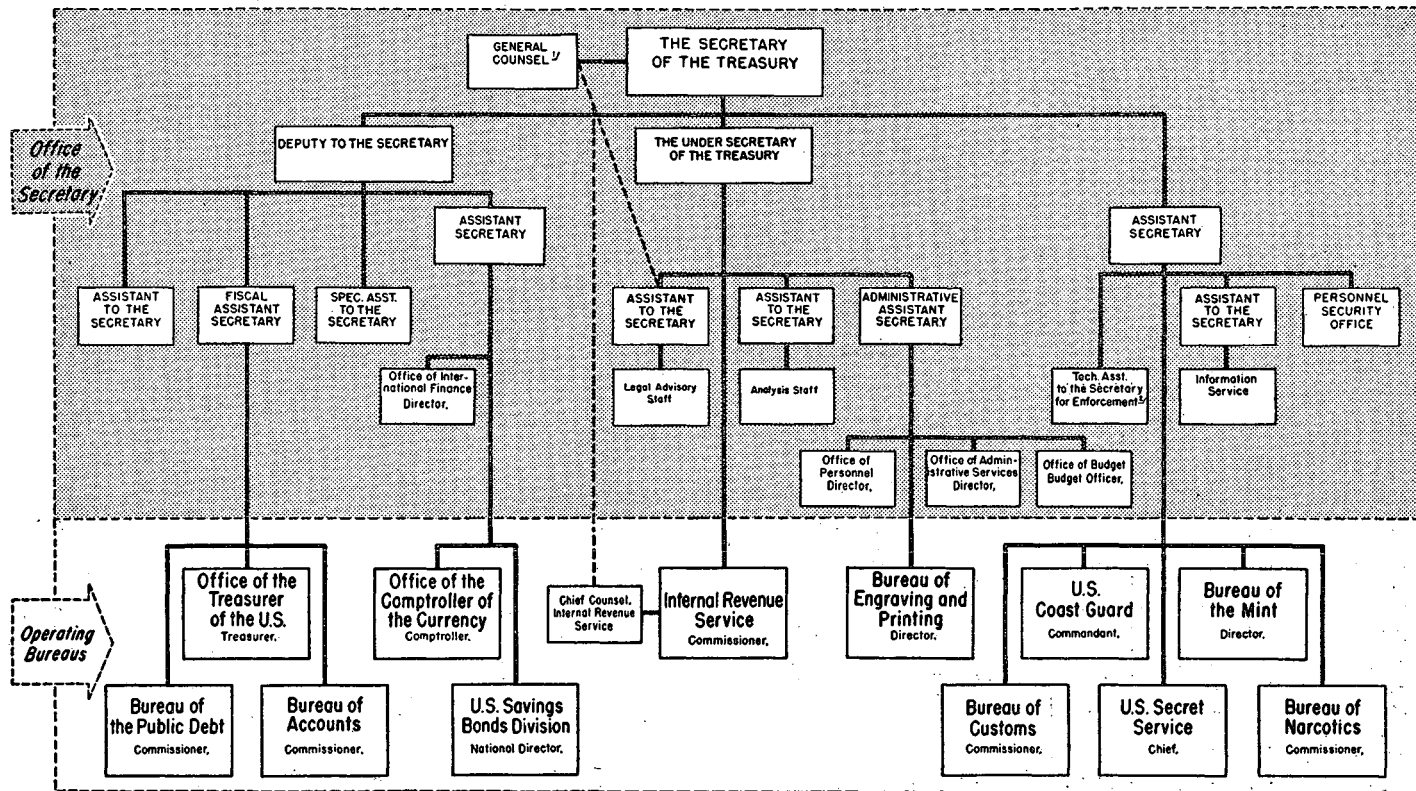 GENERAL
COUNSEL 1/
THE SECRETARY
OF THE TREASURY
Office
of the
Secretary
DEPUTY TO THE SECRETARY
THE UNDER SECRETARY
OF THE TREASURY
ASSISTANT
SECRETARY
ASSISTANT
SECRETARY
ASSISTANT
TO THE
SECRETARY
FISCAL
ASSISTANT
SECRETARY
SPEC. ASST.
TO THE
SECRETARY
ASSISTANT
TO THE
SECRETARY
ASSISTANT
TO THE
SECRETARY
ADMINISTRATIVE
ASSISTANT
SECRETARY
ASSISTANT
TO THE
SECRETARY
PERSONNEL
SECURITY
OFFICE
Office of Inter-
national Finance
Director,
Legal Advisory
Staff
Analysis Staff
Tech. Asst.
to the Secretary
for Enforcement
Information
Service
Office of
Personnel
Director,
Office of Admin-
istrative Services
Director,
Office of Budget
Budget Officer,
Operating
Bureaus
Office of the
Treasurer
of the U.S.
Treasurer.
Office of the
Comptroller of
the Currency
Comptroller.
Chief Counsel,
Internal Revenue
Service
Internal Revenue
Service
Commissioner,
Bureau of
Engraving and
Printing
Director.
U.S.
Coast Guard
Commandant,
Bureau of
the Mint
Director.
Bureau of
the Public Debt
Commissioner,
Bureau of
Accounts
Commissioner,
U.S. Savings
Bonds Division
National Director,
Bureau of
Customs
Commissioner,
U.S. Secret
Service
Chief,
Bureau of
Narcotics
Commissioner,